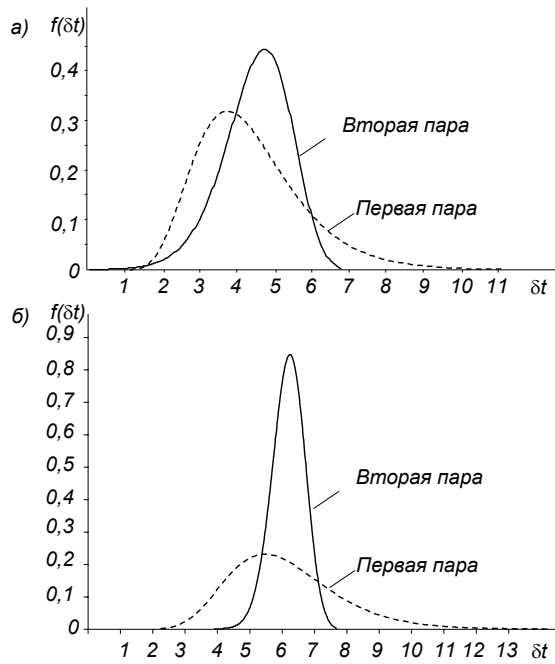 а)
f(δt)
0,4
0,3
0,2
0,1
0
Вторая пара
Первая пара
1 2 3 4 5 6 7 8 9 10 11 δt
б)
f(δt)
0,9
0,8
0,7
0,6
0,5
0,4
0,3
0,2
0,1
0
Вторая пара
Первая пара
1 2 3 4 5 6 7 8 9 10 11 12 13 δt